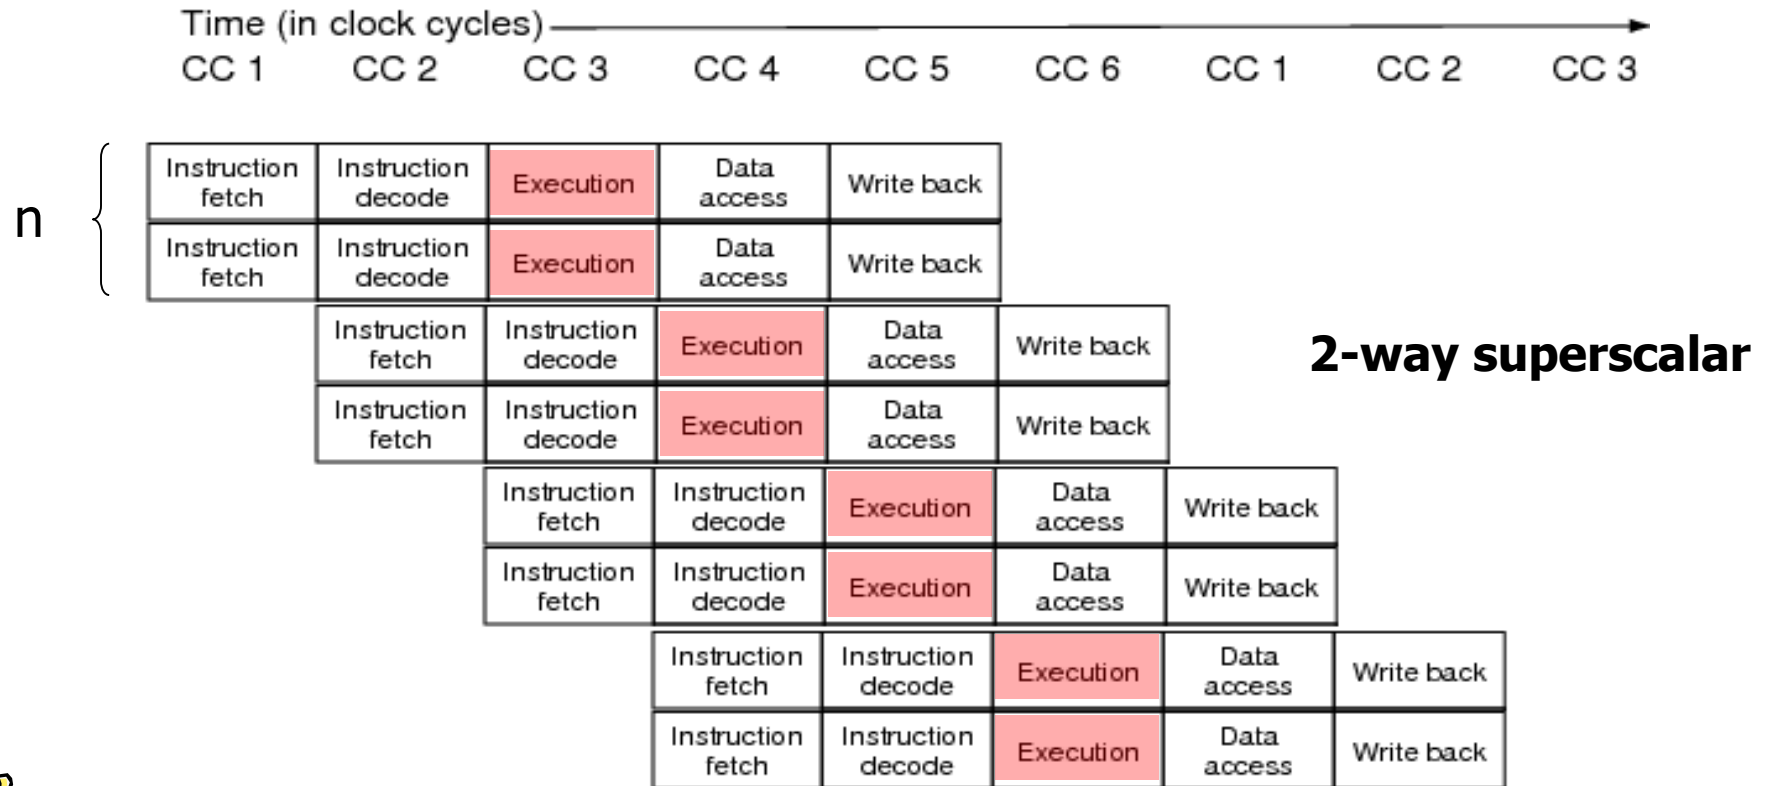 Time (in clock cycles)
CC 1 CC 2 CC 3 CC 4 CC 5 CC 6 CC 1 CC 2 CC 3
n
Instruction fetch Instruction decode Execution Data access Write back
Instruction fetch Instruction decode Execution Data access Write back
Instruction fetch Instruction decode Execution Data access Write back
2-way superscalar
Instruction fetch Instruction decode Execution Data access Write back
Instruction fetch Instruction decode Execution Data access Write back
Instruction fetch Instruction decode Execution Data access Write back
Instruction fetch Instruction decode Execution Data access Write back
Instruction fetch Instruction decode Execution Data access Write back